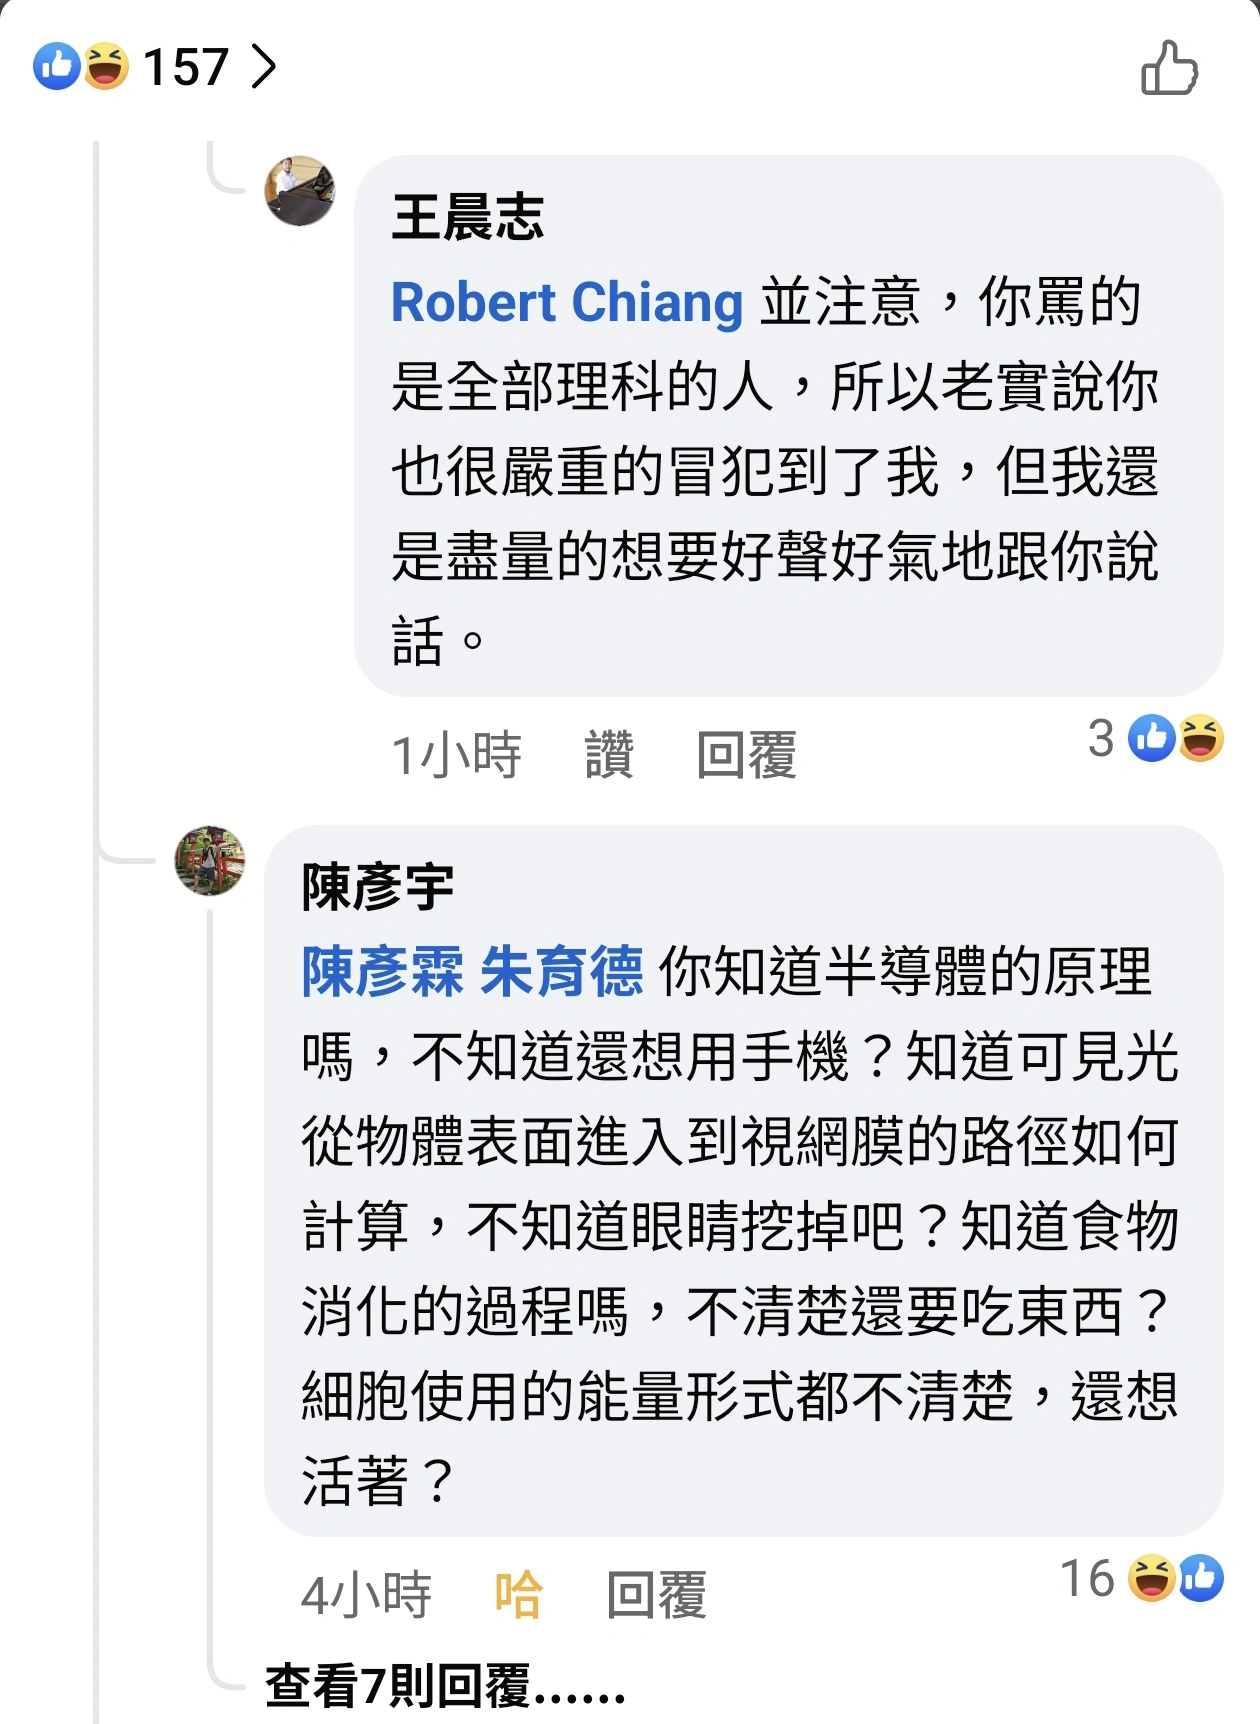 157
王晨志
Robert Chiang 並注意，你罵的
是全部理科的人，所以老實說你
也很嚴重的冒犯到了我，但我還
是盡量的想要好聲好氣地跟你說
話。
1小時 讚 回覆 3
陳彥宇
陳彥霖 朱育德 你知道半導體的原理
嗎，不知道還想用手機？知道可見光
從物體表面進入到視網膜的路徑如何
計算，不知道眼睛挖掉吧？知道食物
消化的過程嗎，不清楚還要吃東西？
細胞使用的能量形式都不清楚，還想
活著？
4小時 哈 回覆 16
查看7則回覆......